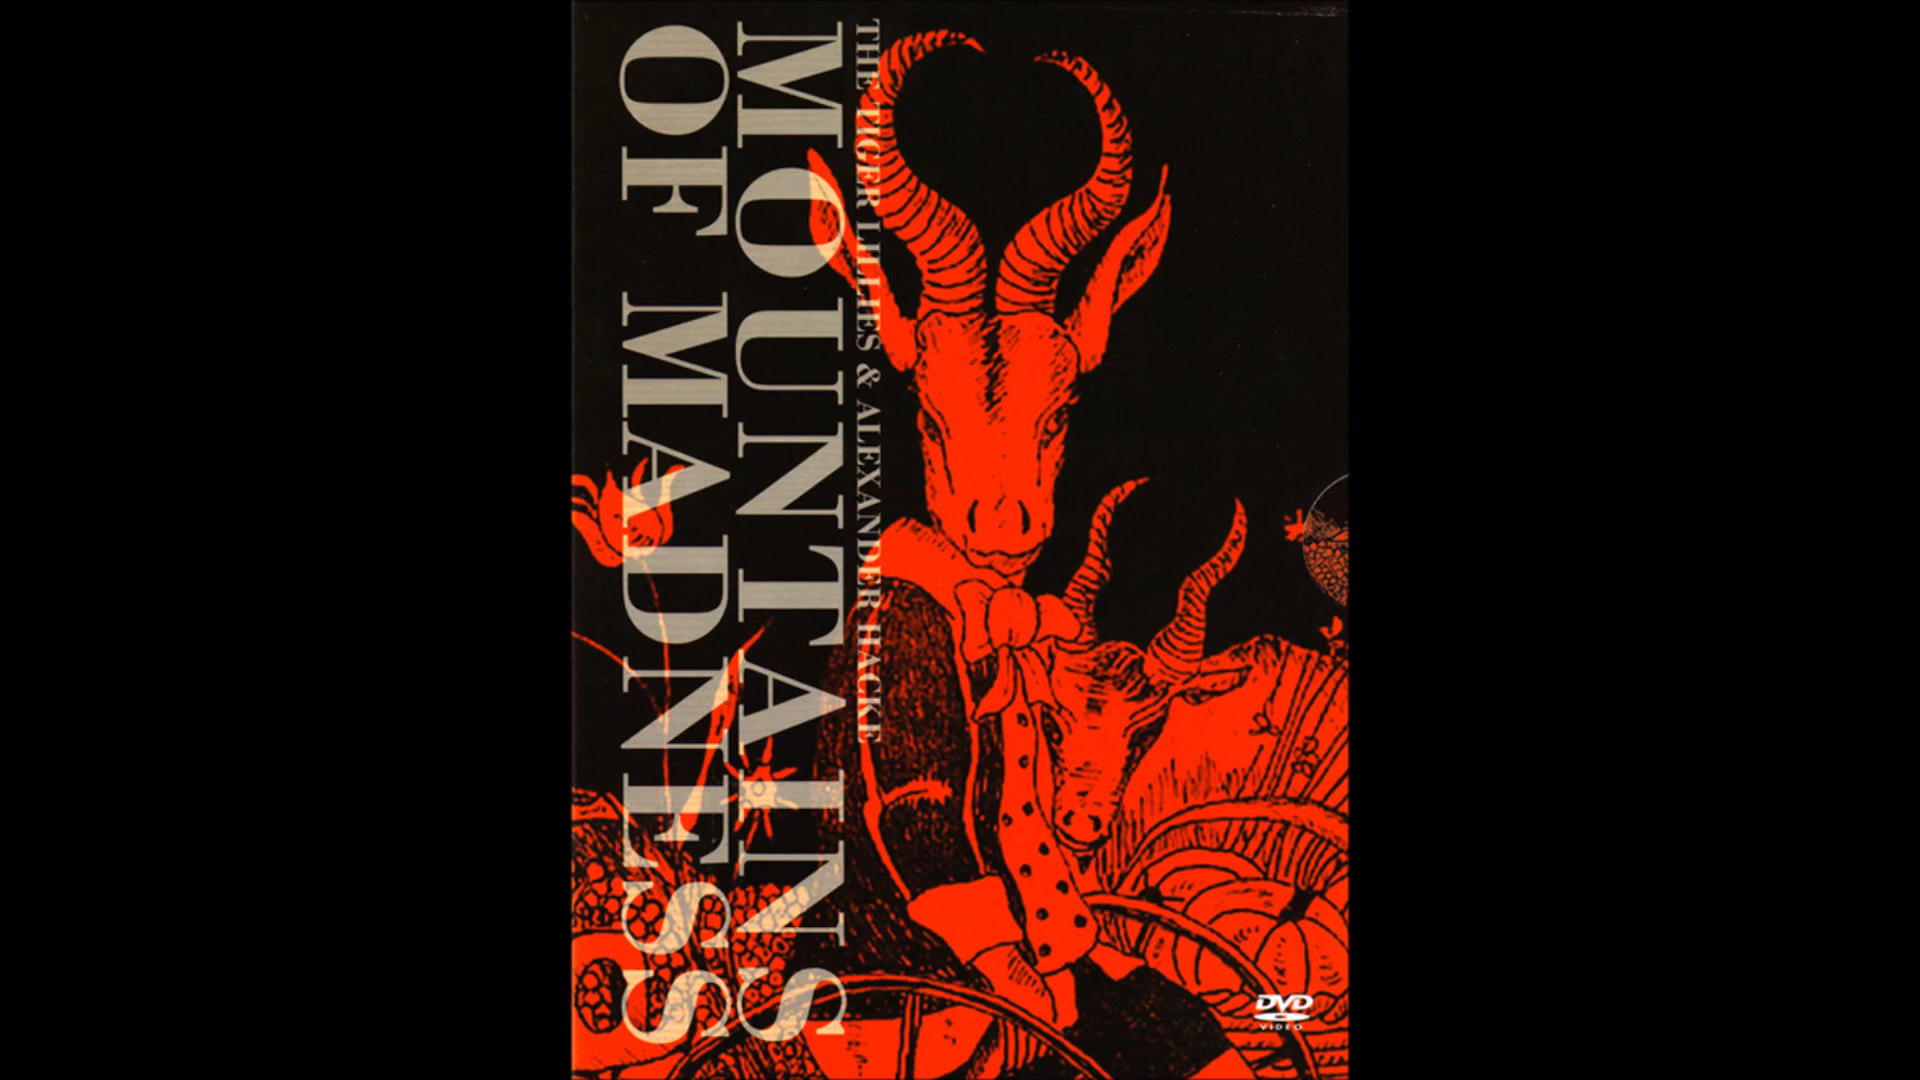 THE TIGER LILLIES & ALEXANDER HACKE
MOUNTAINS
OF MADNESS
DVD
VIDEO